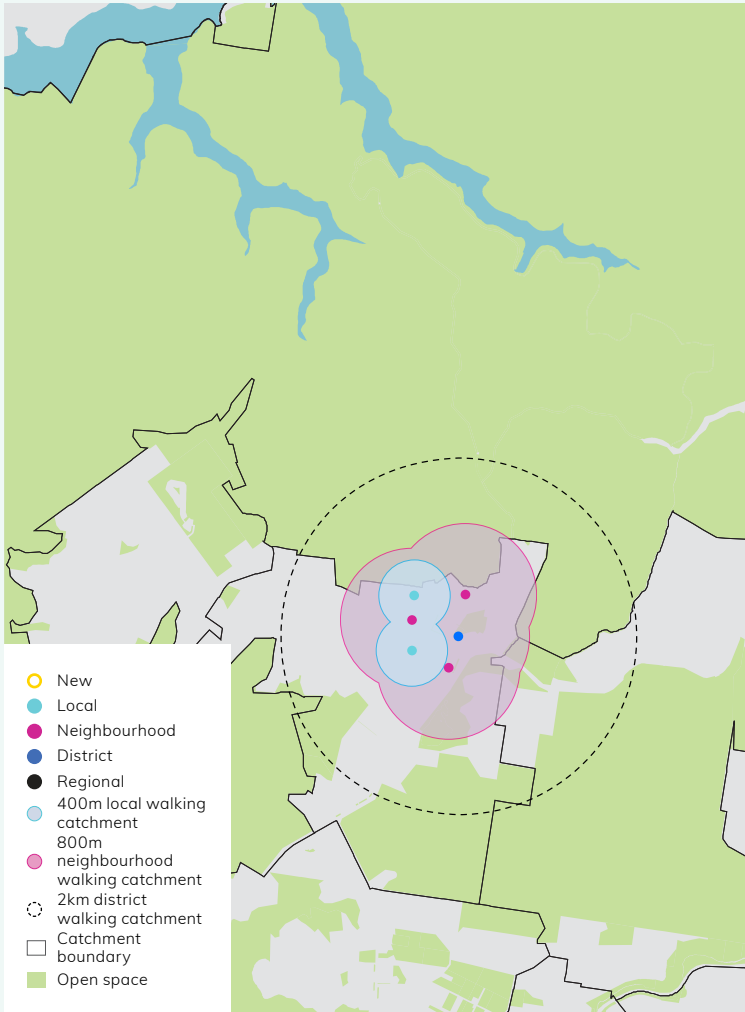 New
Local
Neighbourhood
District
Regional
400m local walking
catchment
800m
neighbourhood
walking catchment
2km district
walking catchment
Catchment
boundary
Open space